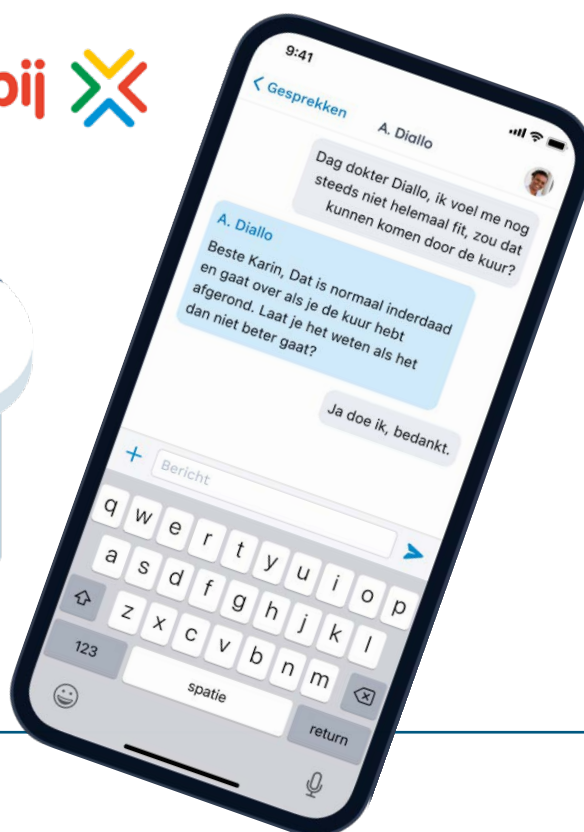 bij
9:41
Gesprekken
A. Diallo
Dag dokter Diallo, ik voel me nog
steeds niet helemaal fit, zou dat
kunnen komen door de kuur?
A. Diallo
Beste Karin, Dat is normaal inderdaad
en gaat over als je de kuur hebt
afgerond. Laat je het weten als het
dan niet beter gaat?
Ja doe ik, bedankt.
Bericht
q w e r t y u i o p
a s d f g h j k l
z x c v b n m
123 spatie return